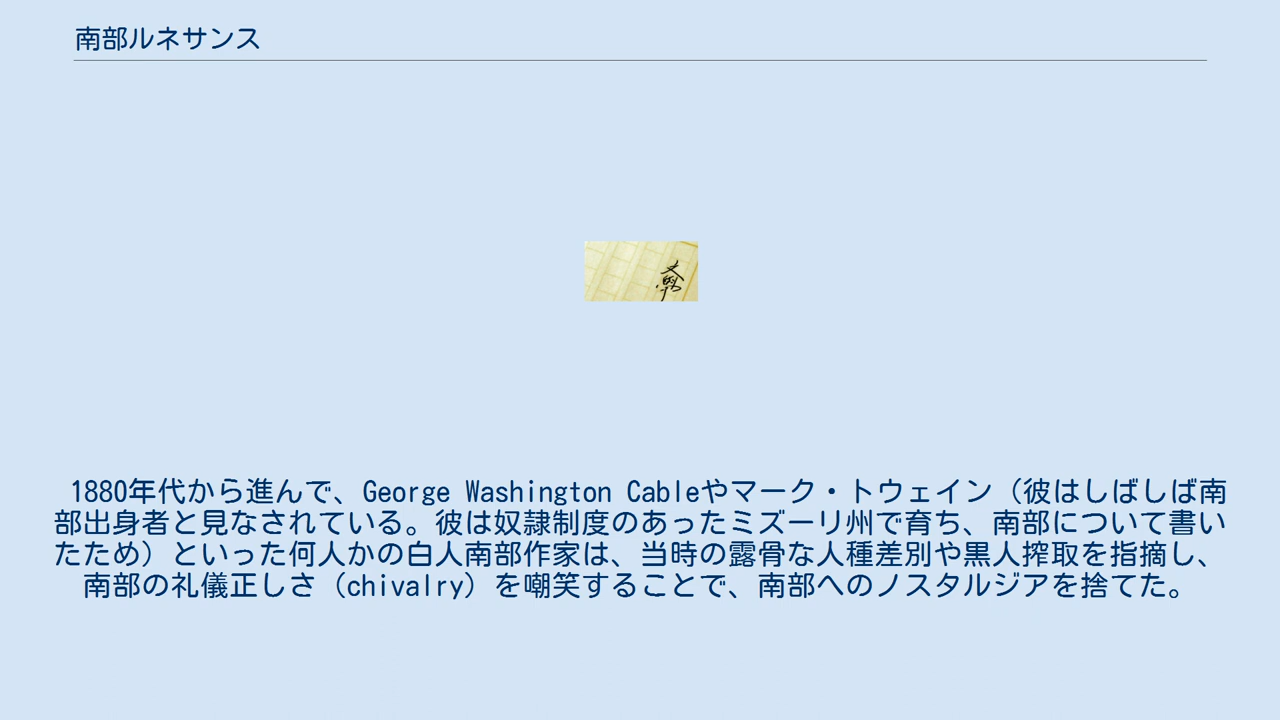 南部ルネサンス
1880年代から進んで、George Washington Cableやマーク・トウェイン（彼はしばしば南
部出身者と見なされている。彼は奴隷制度のあったミズーリ州で育ち、南部について書い
たため）といった何人かの白人南部作家は、当時の露骨な人種差別や黒人搾取を指摘し、
南部の礼儀正しさ（chivalry）を嘲笑することで、南部へのノスタルジアを捨てた。